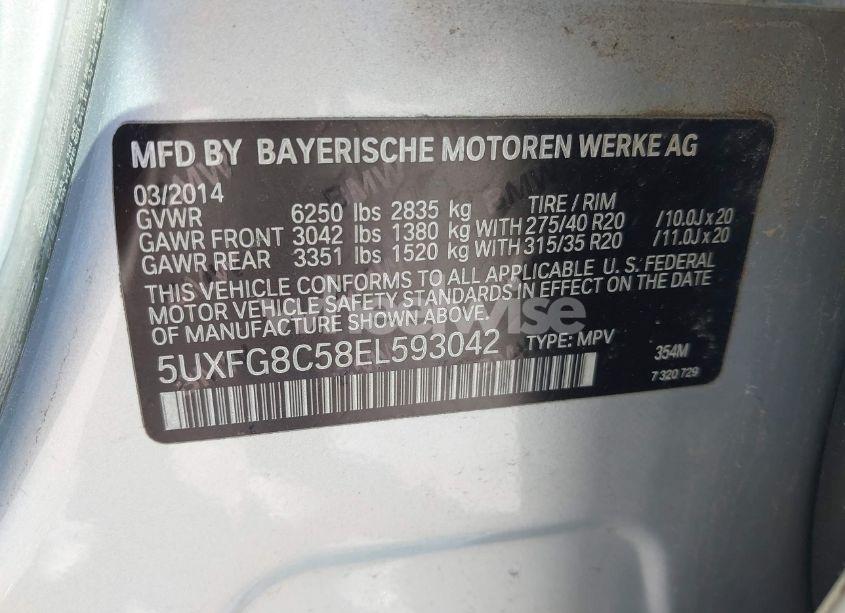 MFD BY BAYERISCHE MOTOREN WERKE AG
03/2014 TIRE / RIM
GVWR 6250 lbs 2835 kg
GAWR FRONT 3042 lbs 1380 kg WITH 275/40 R20 /10.0J x 20
GAWR REAR 3351 lbs 1520 kg WITH 315/35 R20 /11.0J x 20
THIS VEHICLE CONFORMS TO ALL APPLICABLE U. S. FEDERAL
MOTOR VEHICLE SAFETY STANDARDS IN EFFECT ON THE DATE
OF MANUFACTURE SHOWN ABOVE.
5UXFG8C58EL593042 TYPE: MPV 354M
7 320 729